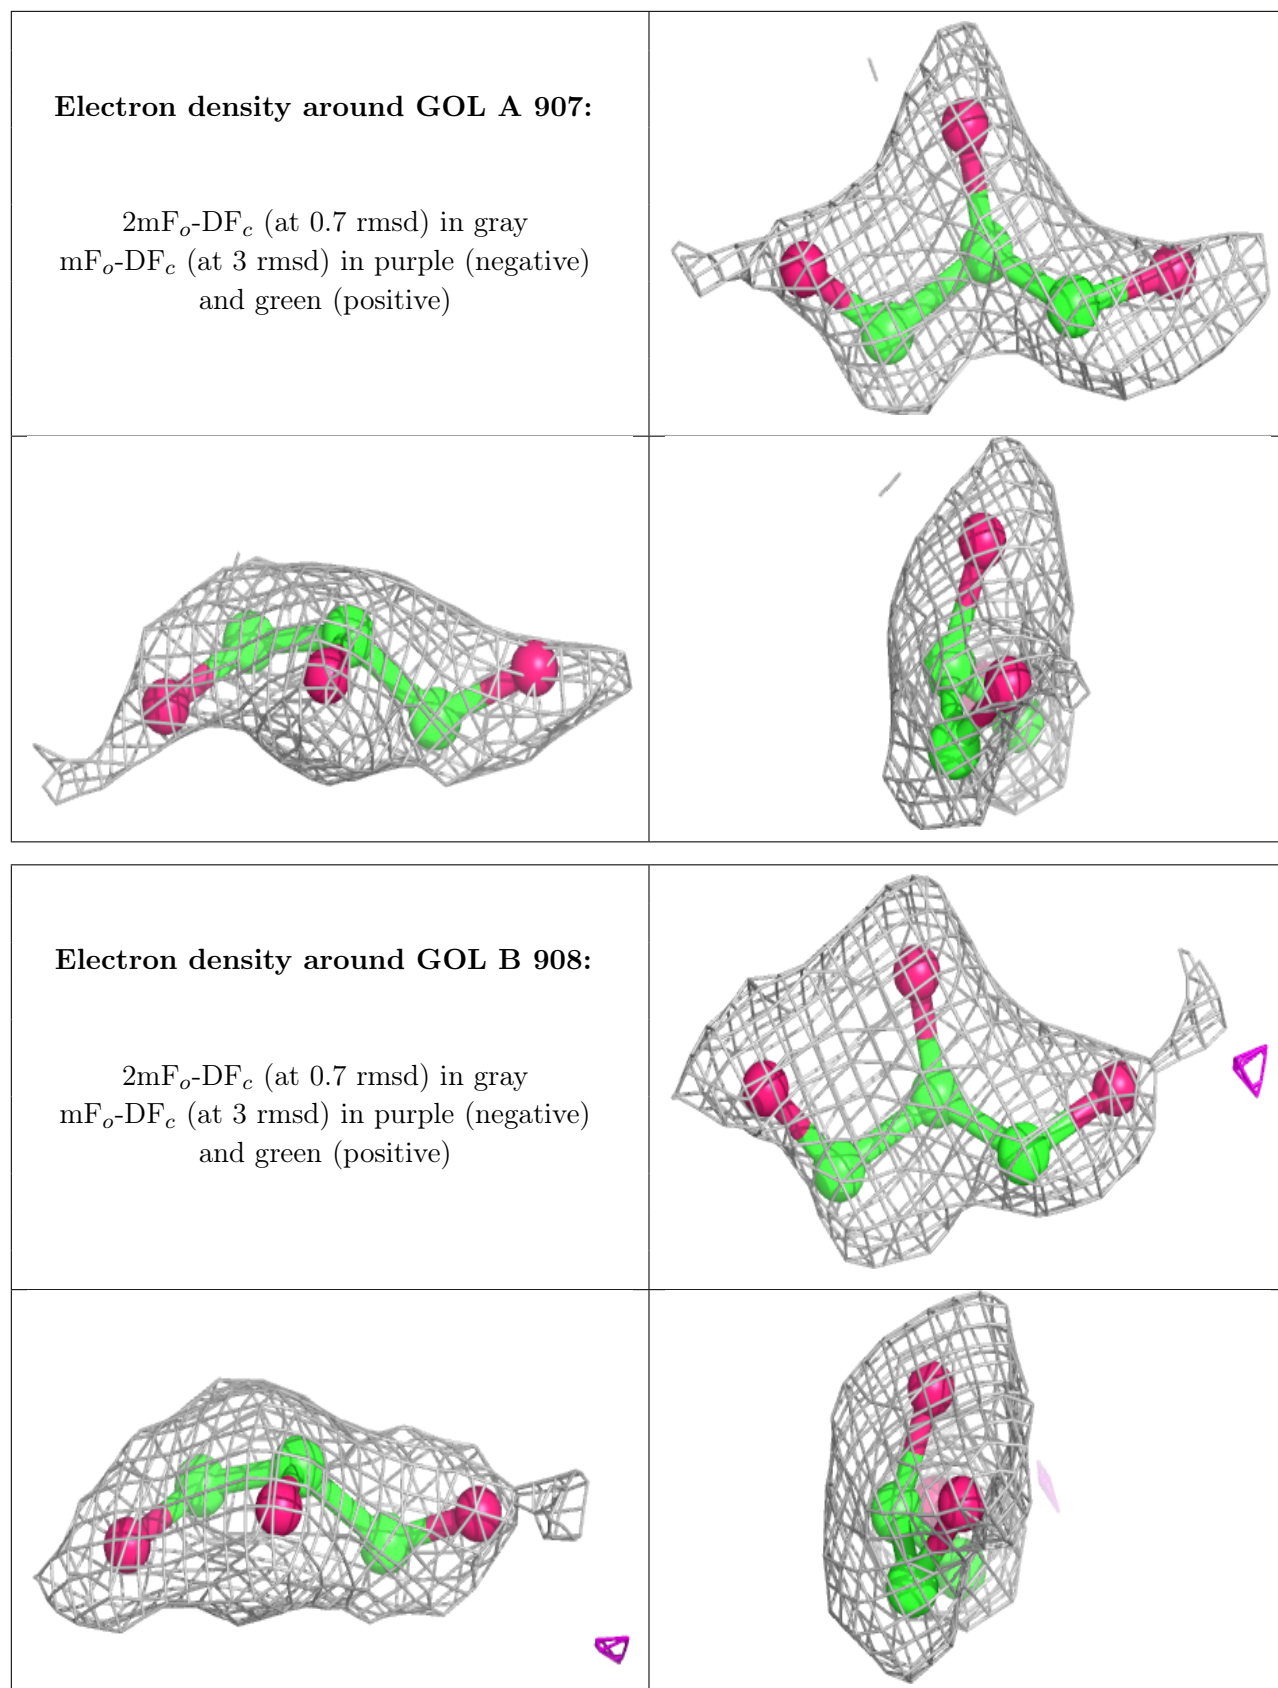 Electron density around GOL A 907:
2mFo-DFc (at 0.7 rmsd) in gray
mFo-DFc (at 3 rmsd) in purple (negative)
and green (positive)
Electron density around GOL B 908:
2mFo-DFc (at 0.7 rmsd) in gray
mFo-DFc (at 3 rmsd) in purple (negative)
and green (positive)